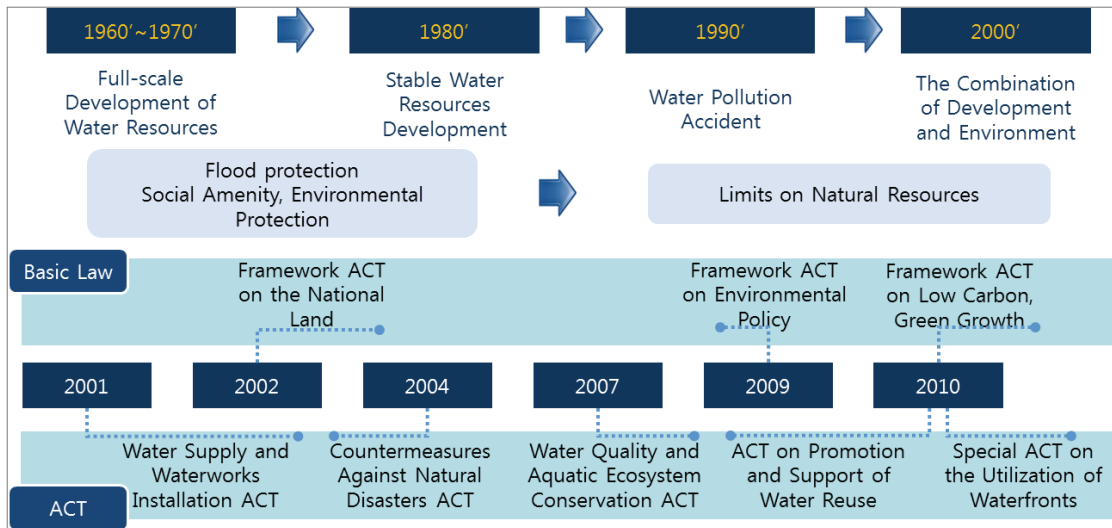 1960′~1970′
1980′
1990′
2000′
Full-scale
Development of
Water Resources
Stable Water
Resources
Development
Water Pollution
Accident
The Combination
of Development
and Environment
Flood protection
Social Amenity, Environmental
Protection
Limits on Natural Resources
Basic Law
Framework ACT
on the National
Land
Framework ACT
on Environmental
Policy
Framework ACT
on Low Carbon,
Green Growth
2001
2002
2004
2007
2009
2010
Water Supply and
Waterworks
Installation ACT
Countermeasures
Against Natural
Disasters ACT
Water Quality and
Aquatic Ecosystem
Conservation ACT
ACT on Promotion
and Support of
Water Reuse
Special ACT on
the Utilization of
Waterfronts
ACT